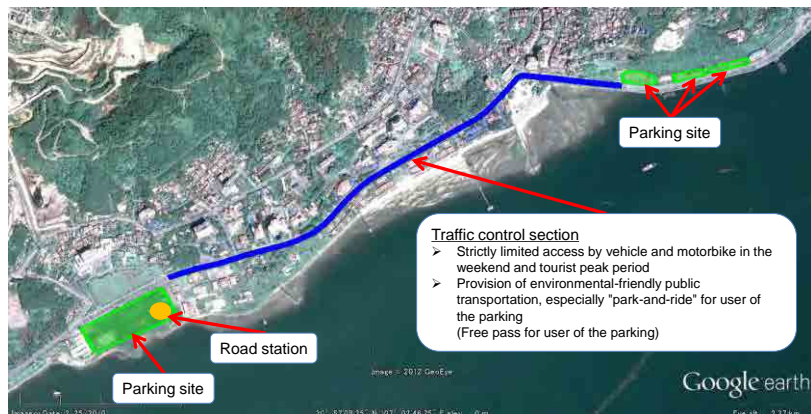 Parking site
Traffic control section
➢ Strictly limited access by vehicle and motorbike in the
weekend and tourist peak period
➢ Provision of environmental-friendly public
transportation, especially "park-and-ride" for user of
the parking
(Free pass for user of the parking)
Road station
Parking site
Image © 2012 GeoEye
Google earth